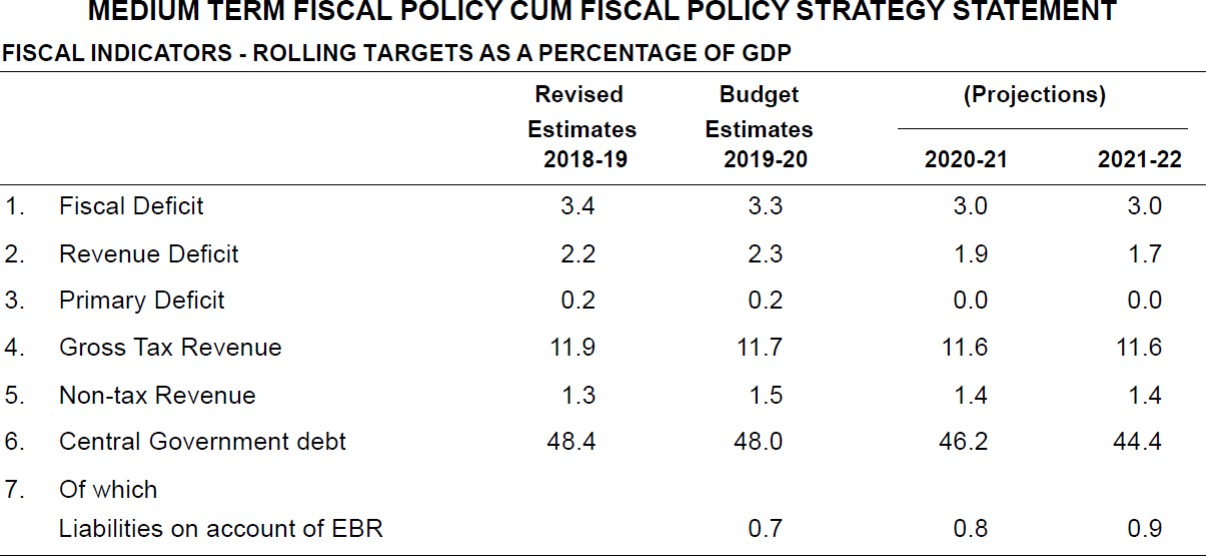 MEDIUM TERM FISCAL POLICY CUM FISCAL POLICY STRATEGY STATEMENT
FISCAL INDICATORS - ROLLING TARGETS AS A PERCENTAGE OF GDP
Revised Budget (Projections)
Estimates Estimates
2018-19 2019-20 2020-21 2021-22
1. Fiscal Deficit 3.4 3.3 3.0 3.0
2. Revenue Deficit 2.2 2.3 1.9 1.7
3. Primary Deficit 0.2 0.2 0.0 0.0
4. Gross Tax Revenue 11.9 11.7 11.6 11.6
5. Non-tax Revenue 1.3 1.5 1.4 1.4
6. Central Government debt 48.4 48.0 46.2 44.4
7. Of which
Liabilities on account of EBR 0.7 0.8 0.9